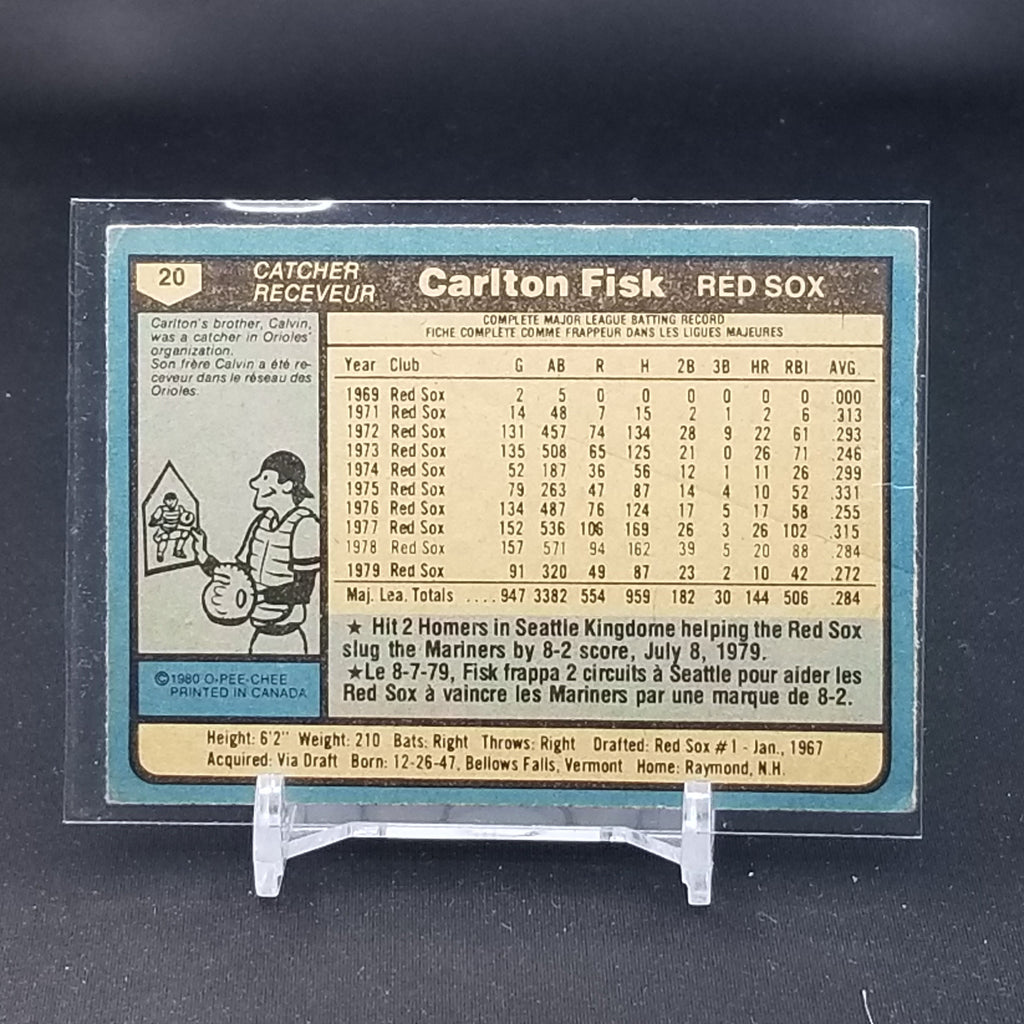 20 CATCHER RECEVEUR Carlton Fisk RED SOX
Carlton's brother, Calvin,
was a catcher in Orioles'
organization.
Son frère Calvin a été re-
ceveur dans le réseau des
Orioles.
©1980 O-PEE-CHEE
PRINTED IN CANADA
COMPLETE MAJOR LEAGUE BATTING RECORD
FICHE COMPLÈTE COMME FRAPPEUR DANS LES LIGUES MAJEURES
Year Club G AB R H 2B 3B HR RBI AVG.
1969 Red Sox 2 5 0 0 0 0 0 0 .000
1971 Red Sox 14 48 7 15 2 1 2 6 .313
1972 Red Sox 131 457 74 134 28 9 22 61 .293
1973 Red Sox 135 508 65 125 21 0 26 71 .246
1974 Red Sox 52 187 36 56 12 1 11 26 .299
1975 Red Sox 79 263 47 87 14 4 10 52 .331
1976 Red Sox 134 487 76 124 17 5 17 58 .255
1977 Red Sox 152 536 106 169 26 3 26 102 .315
1978 Red Sox 157 571 94 162 39 5 20 88 .284
1979 Red Sox 91 320 49 87 23 2 10 42 .272
Maj. Lea. Totals ....947 3382 554 959 182 30 144 506 .284
★ Hit 2 Homers in Seattle Kingdome helping the Red Sox
slug the Mariners by 8-2 score, July 8, 1979.
★Le 8-7-79, Fisk frappa 2 circuits à Seattle pour aider les
Red Sox à vaincre les Mariners par une marque de 8-2.
Height: 6'2" Weight: 210 Bats: Right Throws: Right Drafted: Red Sox #1 - Jan., 1967
Acquired: Via Draft Born: 12-26-47, Bellows Falls, Vermont Home: Raymond, N.H.